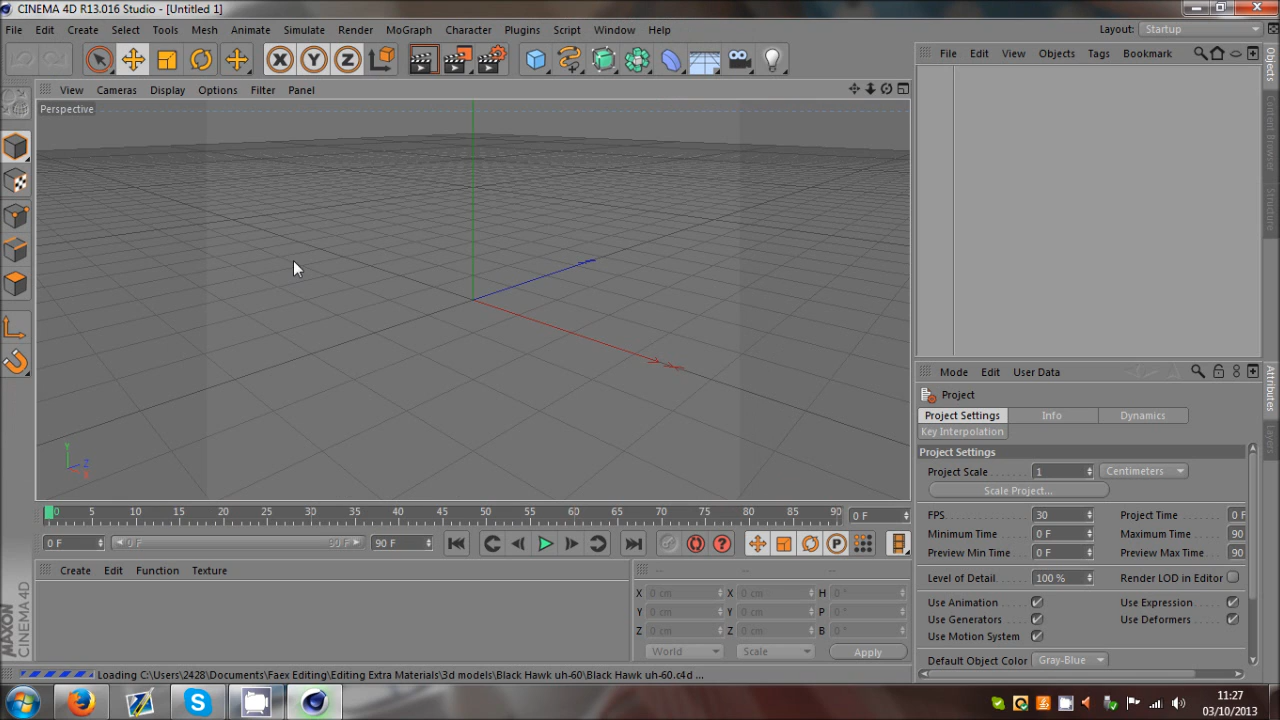 CINEMA 4D R13.016 Studio - [Untitled 1]
File Edit Create Select Tools Mesh Animate Simulate Render MoGraph Character Plugins Script Window Help Layout: Startup
File Edit View Objects Tags Bookmark
View Cameras Display Options Filter Panel
Perspective
Objects
Content Browser
Structure
Y
Z
X
Mode Edit User Data
Project
Project Settings Info Dynamics
Key Interpolation
Project Settings
Project Scale 1 Centimeters
Scale Project...
FPS 30 Project Time 0 F
Minimum Time 0 F Maximum Time 90
Preview Min Time 0 F Preview Max Time 90
Level of Detail 100 % Render LOD in Editor
Use Animation Use Expression
Use Generators Use Deformers
Use Motion System
Default Object Color Gray-Blue
Attributes
Layers
0 5 10 15 20 25 30 35 40 45 50 55 60 65 70 75 80 85 90 0 F
0 F 0 F 90 F 90 F
Create Edit Function Texture
-- -- --
X 0 cm X 0 cm H 0 °
Y 0 cm Y 0 cm P 0 °
Z 0 cm Z 0 cm B 0 °
World Scale Apply
MAXON
CINEMA 4D
Loading C:\Users\2428\Documents\Faex Editing\Editing Extra Materials\3d models\Black Hawk uh-60\Black Hawk uh-60.c4d ...
11:27
03/10/2013